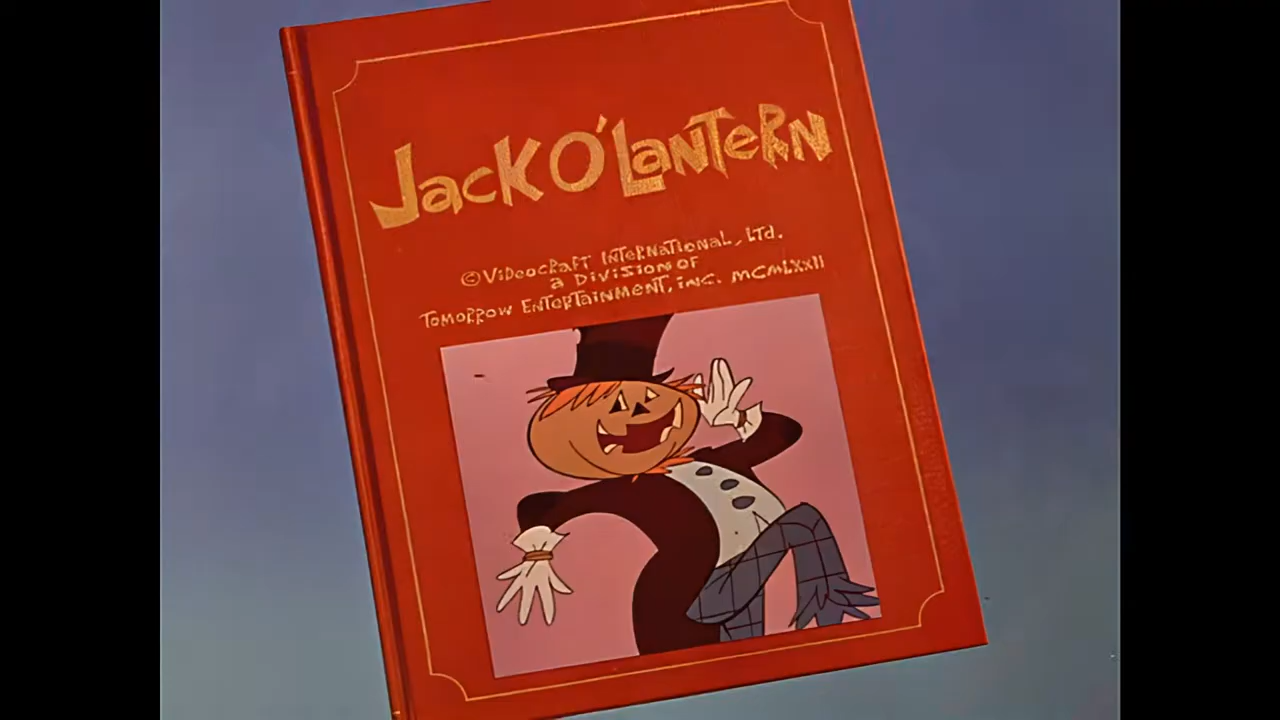 Jack O'Lantern
©Videocraft International, Ltd.
a Division of
Tomorrow Entertainment, Inc. MCMLXXII